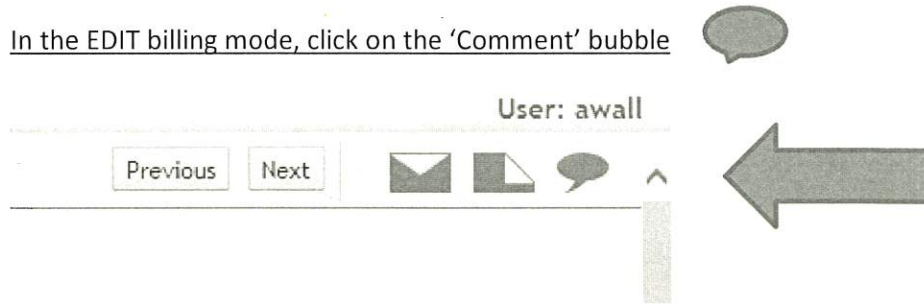 In the EDIT billing mode, click on the ‘Comment’ bubble
User: awall
Previous Next